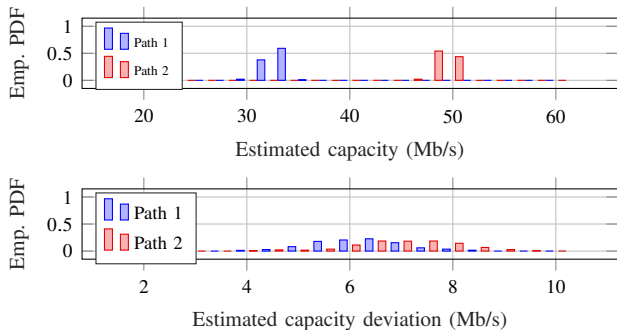 Emp. PDF
1
0.5
0
Path 1
Path 2
20 30 40 50 60
Estimated capacity (Mb/s)
Emp. PDF
1
0.5
0
Path 1
Path 2
2 4 6 8 10
Estimated capacity deviation (Mb/s)